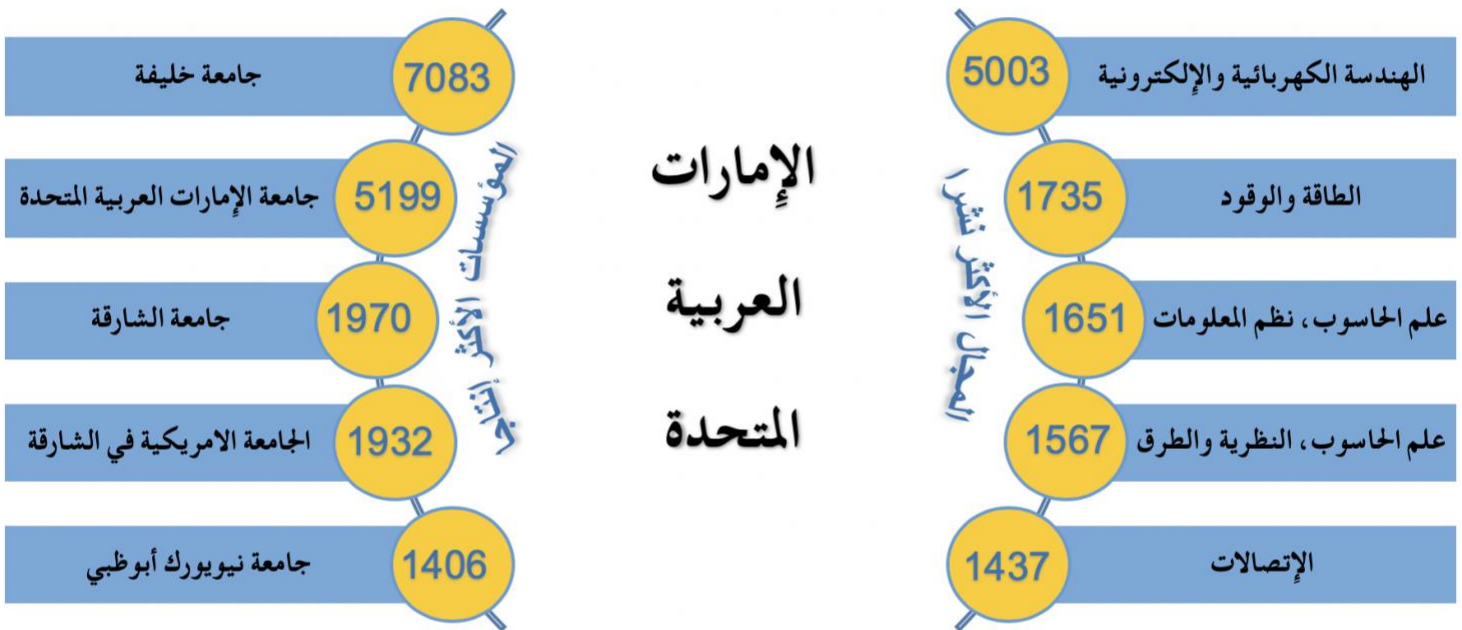 الإمارات
العربية
المتحدة
المجال الأكثر نشرا
5003 الهندسة الكهربائية والإلكترونية
1735 الطاقة والوقود
1651 علم الحاسوب، نظم المعلومات
1567 علم الحاسوب، النظرية والطرق
1437 الإتصالات
المؤسسات الأكثر أنتاجا
7083 جامعة خليفة
5199 جامعة الإمارات العربية المتحدة
1970 جامعة الشارقة
1932 الجامعة الامريكية في الشارقة
1406 جامعة نيويورك أبوظبي